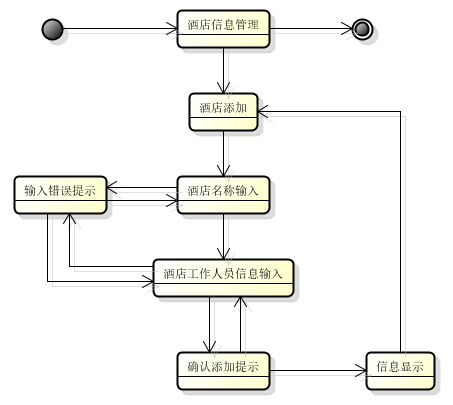 酒店信息管理
酒店添加
输入错误提示
酒店名称输入
酒店工作人员信息输入
确认添加提示
信息显示